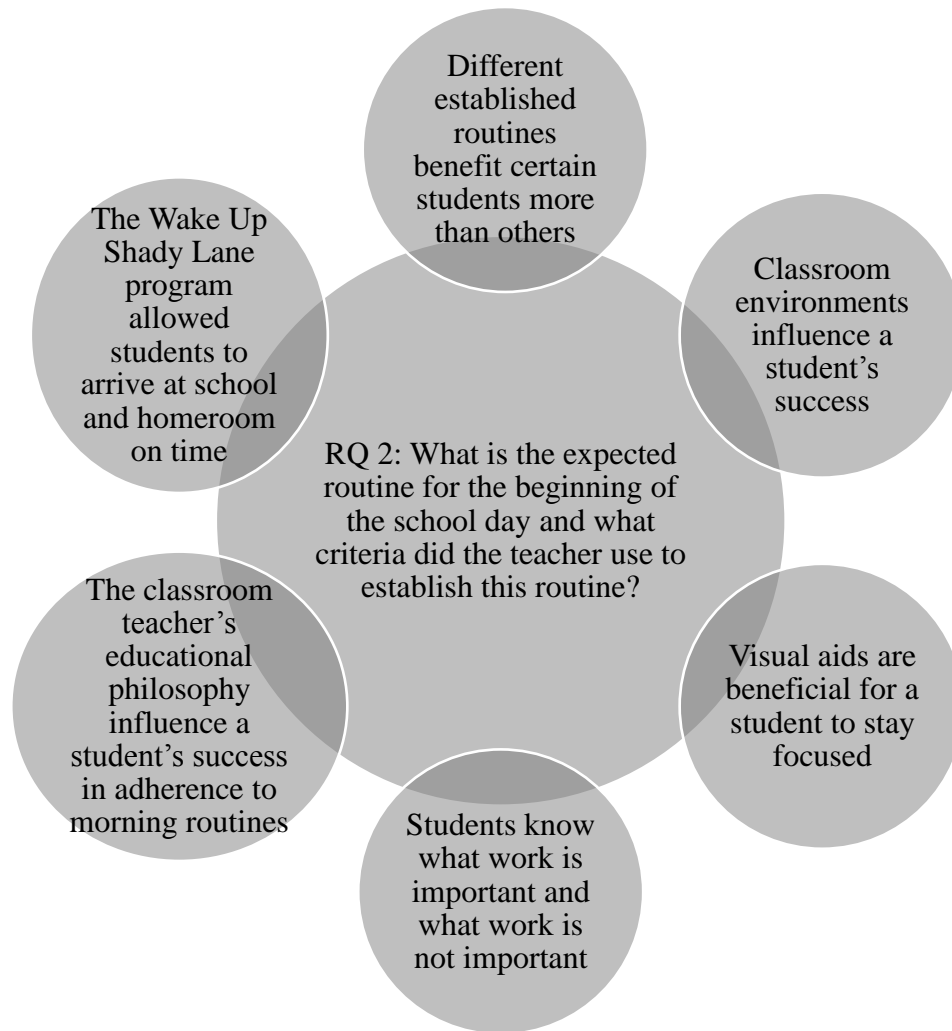 Different
established
routines
benefit certain
students more
than others
Classroom
environments
influence a
student’s
success
Visual aids are
beneficial for a
student to stay
focused
Students know
what work is
important and
what work is
not important
The classroom
teacher’s
educational
philosophy
influence a
student’s success
in adherence to
morning routines
The Wake Up
Shady Lane
program
allowed
students to
arrive at school
and homeroom
on time
RQ 2: What is the expected
routine for the beginning of
the school day and what
criteria did the teacher use to
establish this routine?